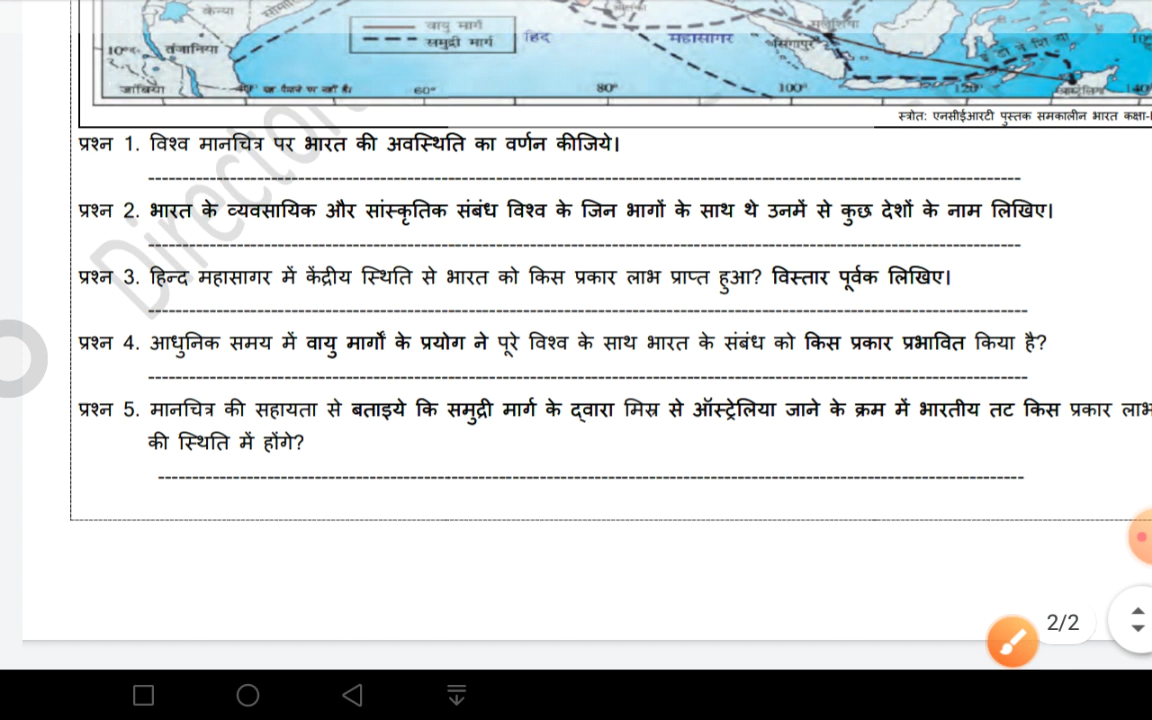 केन्या
वायु मार्ग
समुद्री मार्ग
हिंद
महासागर
सिंगापुर
10°
तंजानिया
जांबिया
60°
80°
100°
120°
स्त्रोत: एनसीईआरटी पुस्तक समकालीन भारत कक्षा-
प्रश्न 1. विश्व मानचित्र पर भारत की अवस्थिति का वर्णन कीजिये।
प्रश्न 2. भारत के व्यवसायिक और सांस्कृतिक संबंध विश्व के जिन भागों के साथ थे उनमें से कुछ देशों के नाम लिखिए।
प्रश्न 3. हिन्द महासागर में केंद्रीय स्थिति से भारत को किस प्रकार लाभ प्राप्त हुआ? विस्तार पूर्वक लिखिए।
प्रश्न 4. आधुनिक समय में वायु मार्गों के प्रयोग ने पूरे विश्व के साथ भारत के संबंध को किस प्रकार प्रभावित किया है?
प्रश्न 5. मानचित्र की सहायता से बताइये कि समुद्री मार्ग के द्वारा मिस्र से ऑस्ट्रेलिया जाने के क्रम में भारतीय तट किस प्रकार लाभ
की स्थिति में होंगे?
Director
2/2